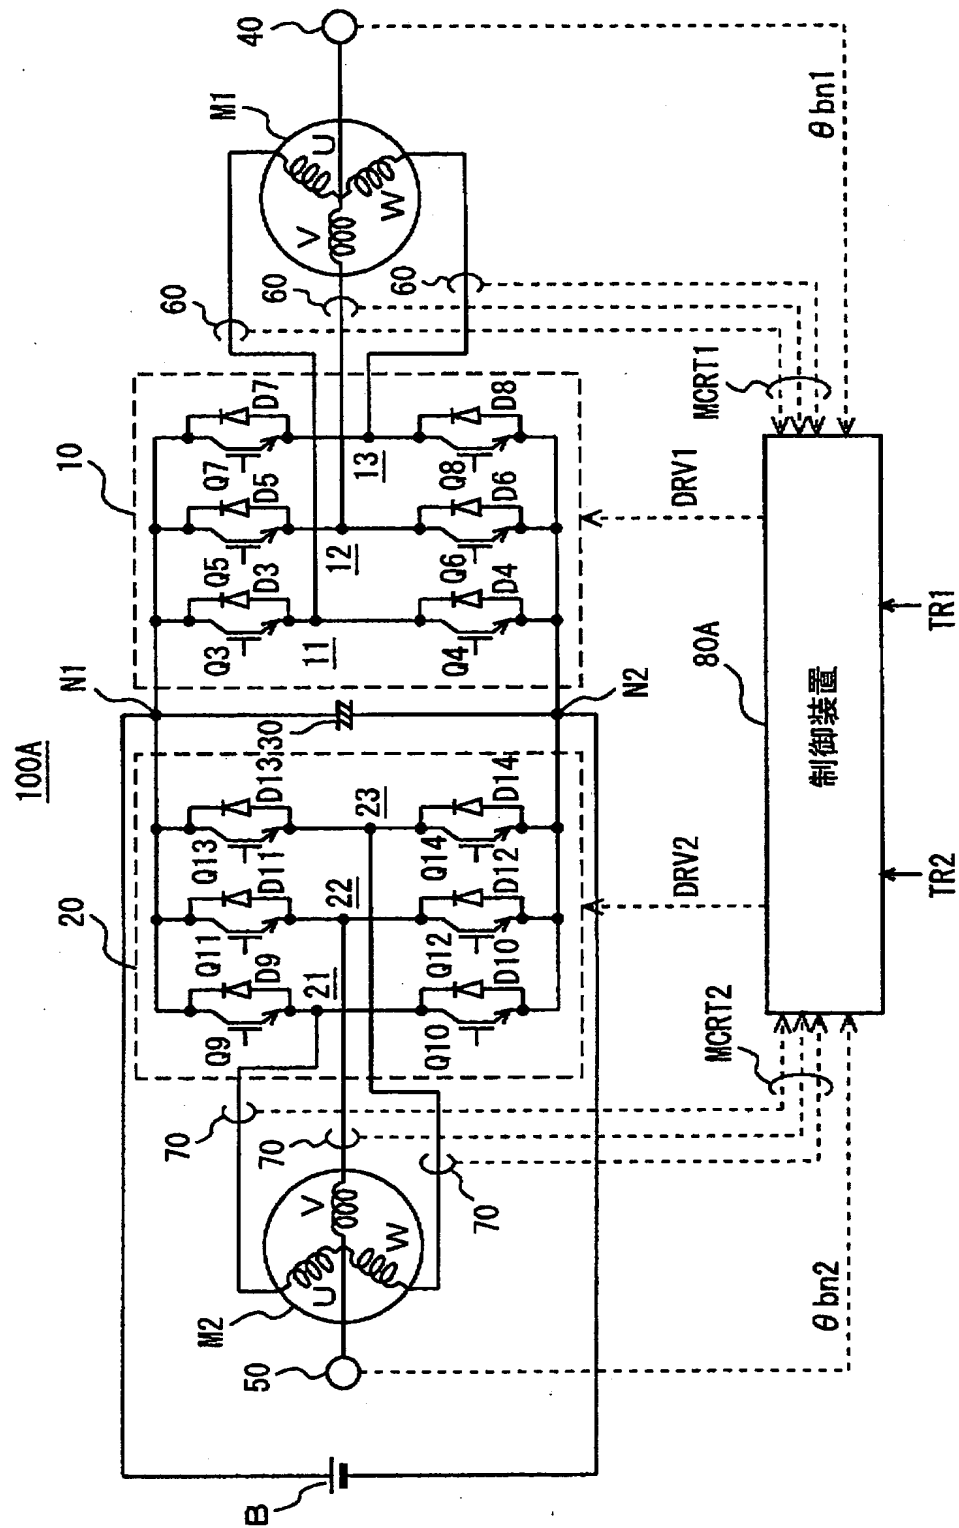 100A
B
50
M2
U
V
W
70
70
70
20
Q9
D9
Q11
D11
Q13
D13
21
22
23
Q10
D10
Q12
D12
Q14
D14
N1
30
N2
10
Q3
D3
Q5
D5
Q7
D7
11
12
13
Q4
D4
Q6
D6
Q8
D8
60
60
60
M1
U
V
W
40
θbn2
MCRT2
DRV2
80A
DRV1
MCRT1
θbn1
制御装置
TR2
TR1